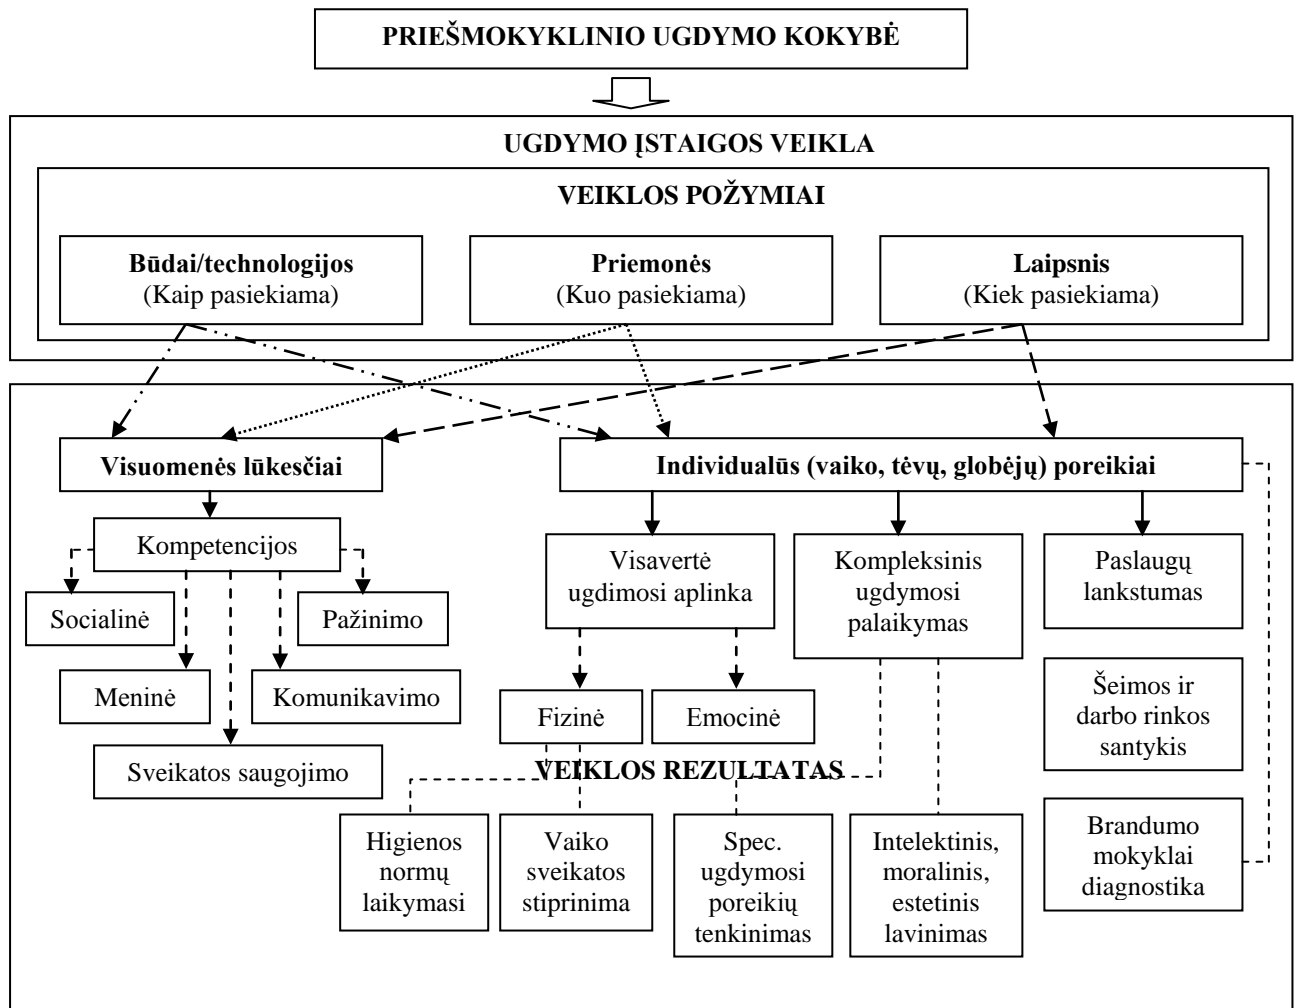 PRIEŠMOKYKLINIO UGDYMO KOKYBĖ
UGDYMO ĮSTAIGOS VEIKLA
VEIKLOS POŽYMIAI
Būdai/technologijos
(Kaip pasiekiama)
Priemonės
(Kuo pasiekiama)
Laipsnis
(Kiek pasiekiama)
Visuomenės lūkesčiai
Individualūs (vaiko, tėvų, globėjų) poreikiai
Kompetencijos
Socialinė
Pažinimo
Meninė
Komunikavimo
Sveikatos saugojimo
Visavertė
ugdimosi aplinka
Kompleksinis
ugdymosi
palaikymas
Paslaugų
lankstumas
Fizinė
Emocinė
Šeimos ir
darbo rinkos
santykis
VEIKLOS REZULTATAS
Higienos
normų
laikymasi
Vaiko
sveikatos
stiprinima
Spec.
ugdymosi
poreikių
tenkinimas
Intelektinis,
moralinis,
estetinis
lavinimas
Brandumo
mokyklai
diagnostika